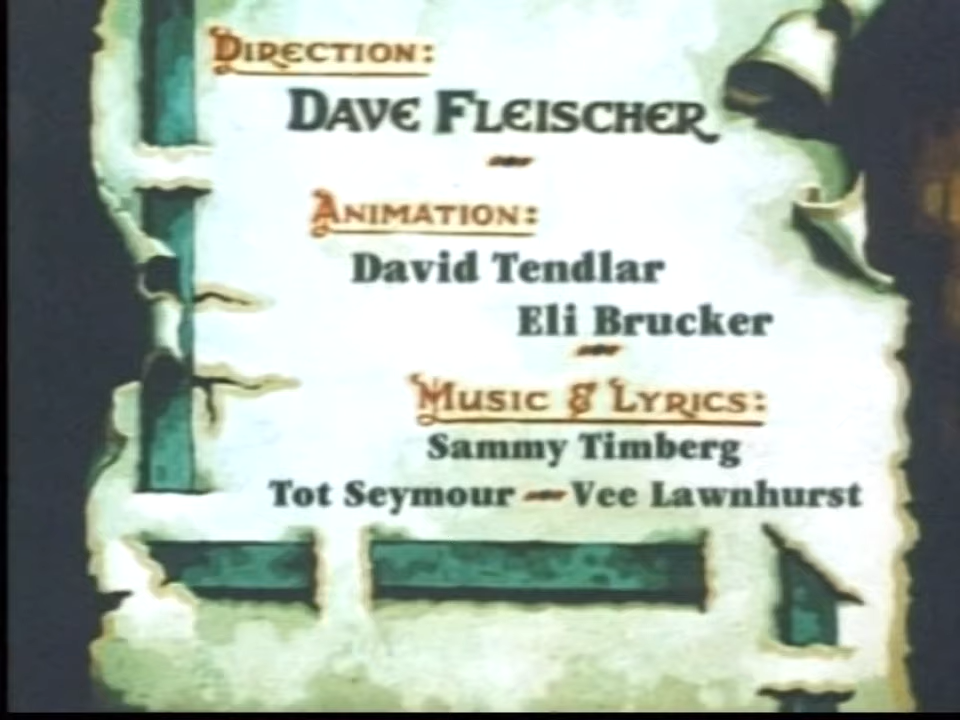 Direction:
Dave Fleischer
Animation:
David Tendlar
Eli Brucker
Music & Lyrics:
Sammy Timberg
Tot Seymour — Vee Lawnhurst